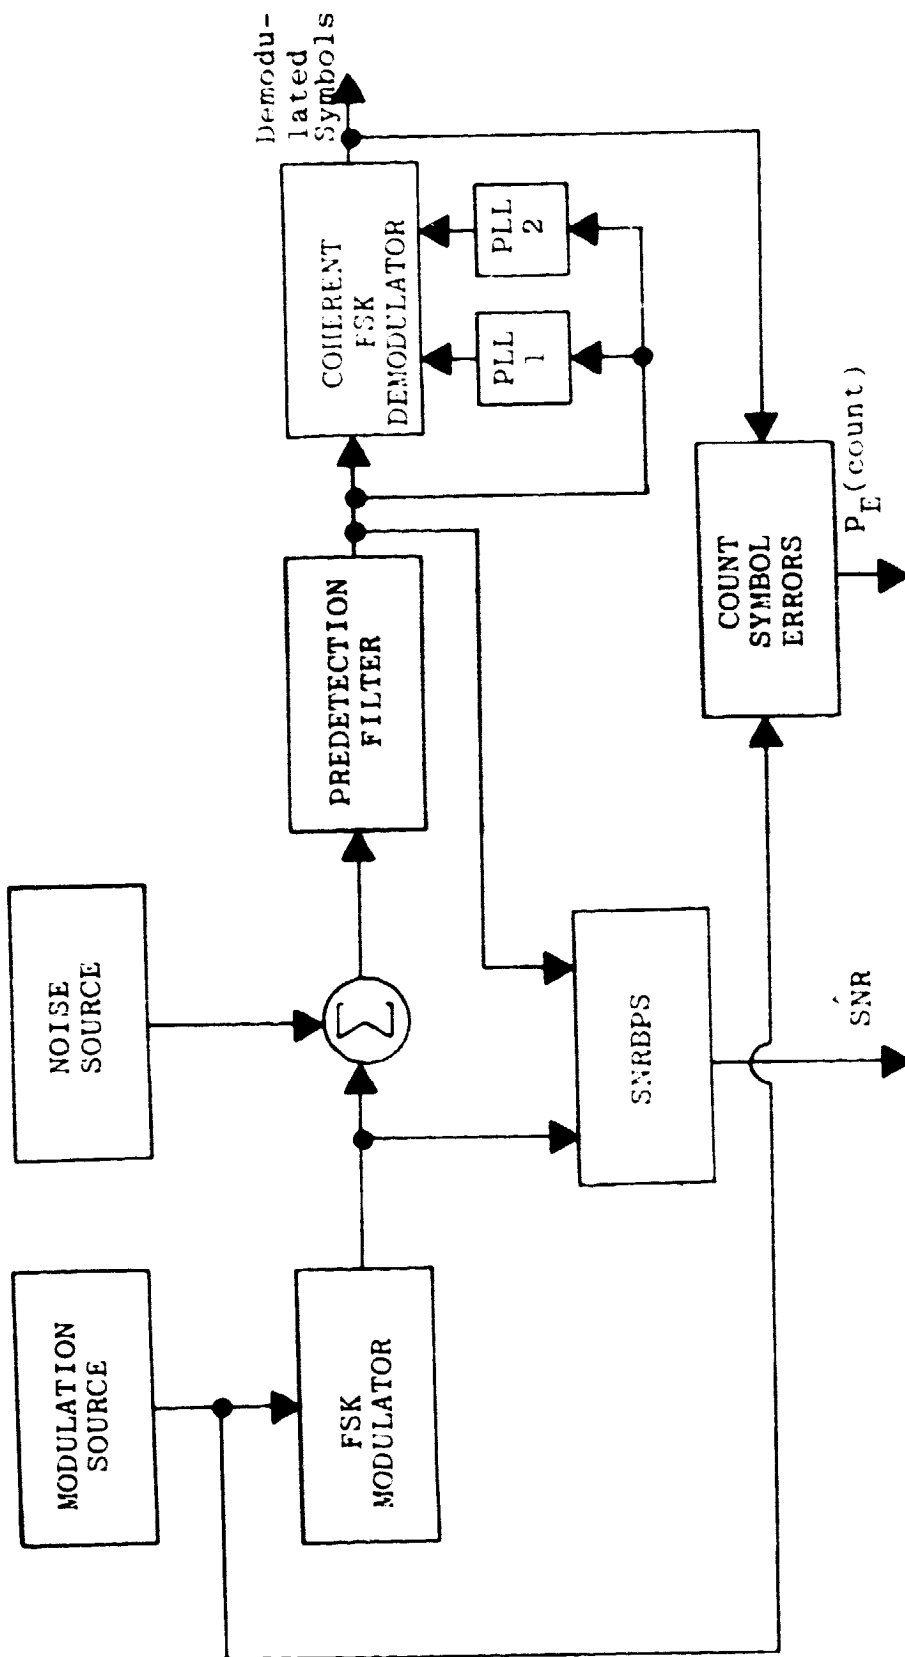 MODULATION
SOURCE
NOISE
SOURCE
FSK
MODULATOR
Σ
PREDETECTION
FILTER
COHERENT
FSK
DEMODULATOR
Demodu-
lated
Symbols
PLL
1
PLL
2
SNRBPS
COUNT
SYMBOL
ERRORS
SN̂R
P_E(count)